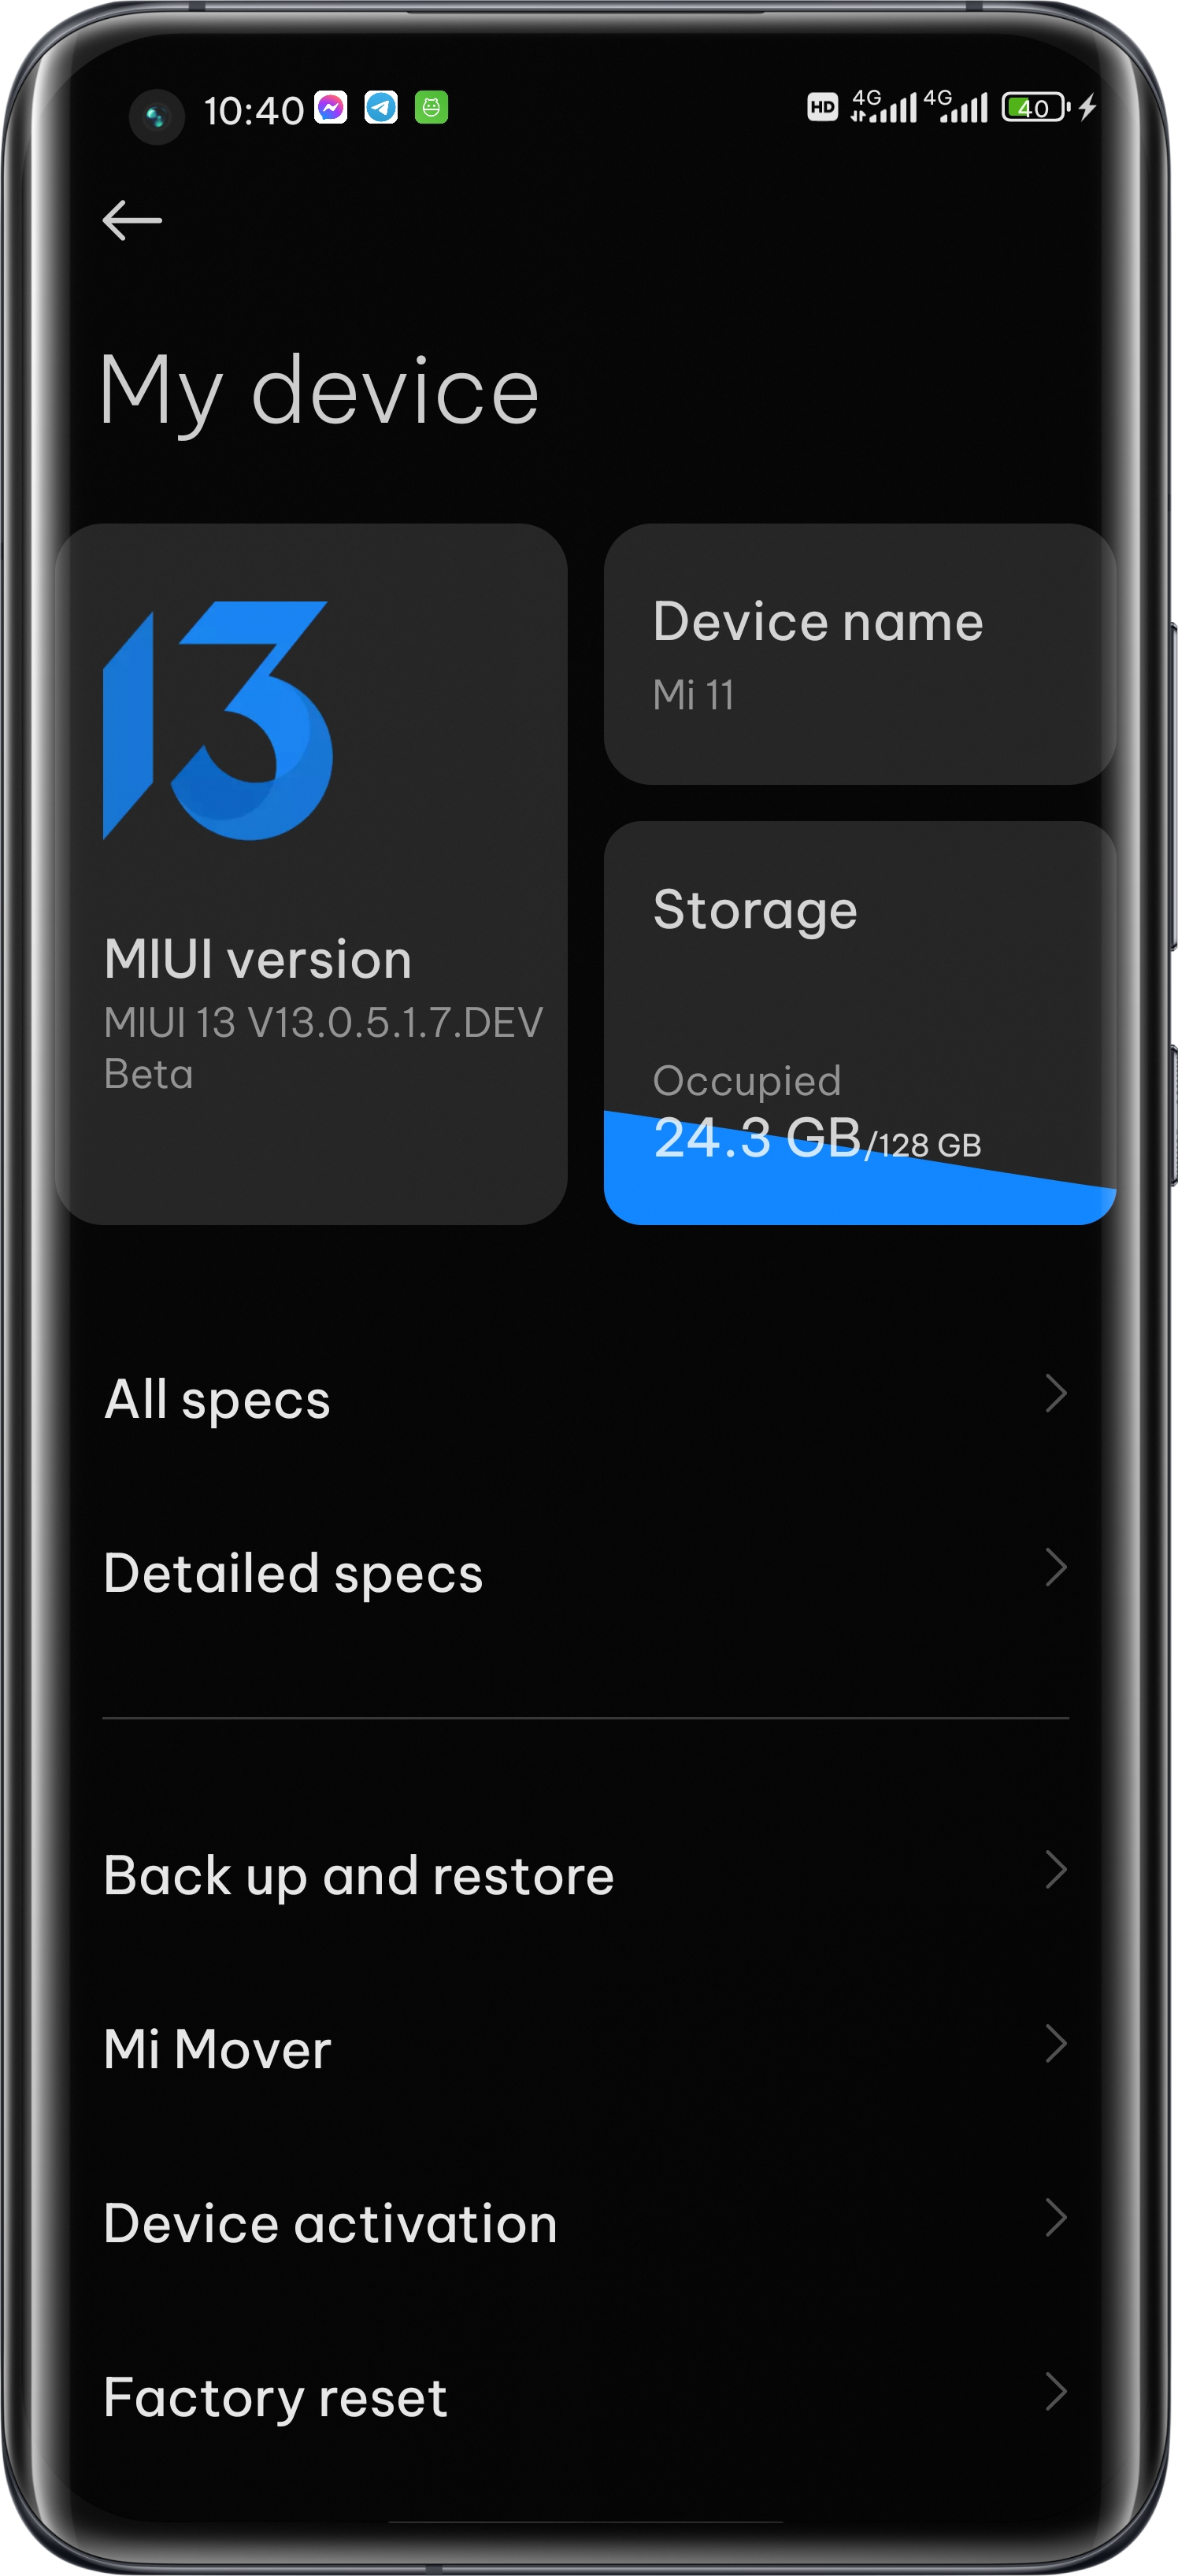 10:40
HD 4G 4G 40
My device
13
MIUI version
MIUI 13 V13.0.5.1.7.DEV
Beta
Device name
Mi 11
Storage
Occupied
24.3 GB/128 GB
All specs
Detailed specs
Back up and restore
Mi Mover
Device activation
Factory reset